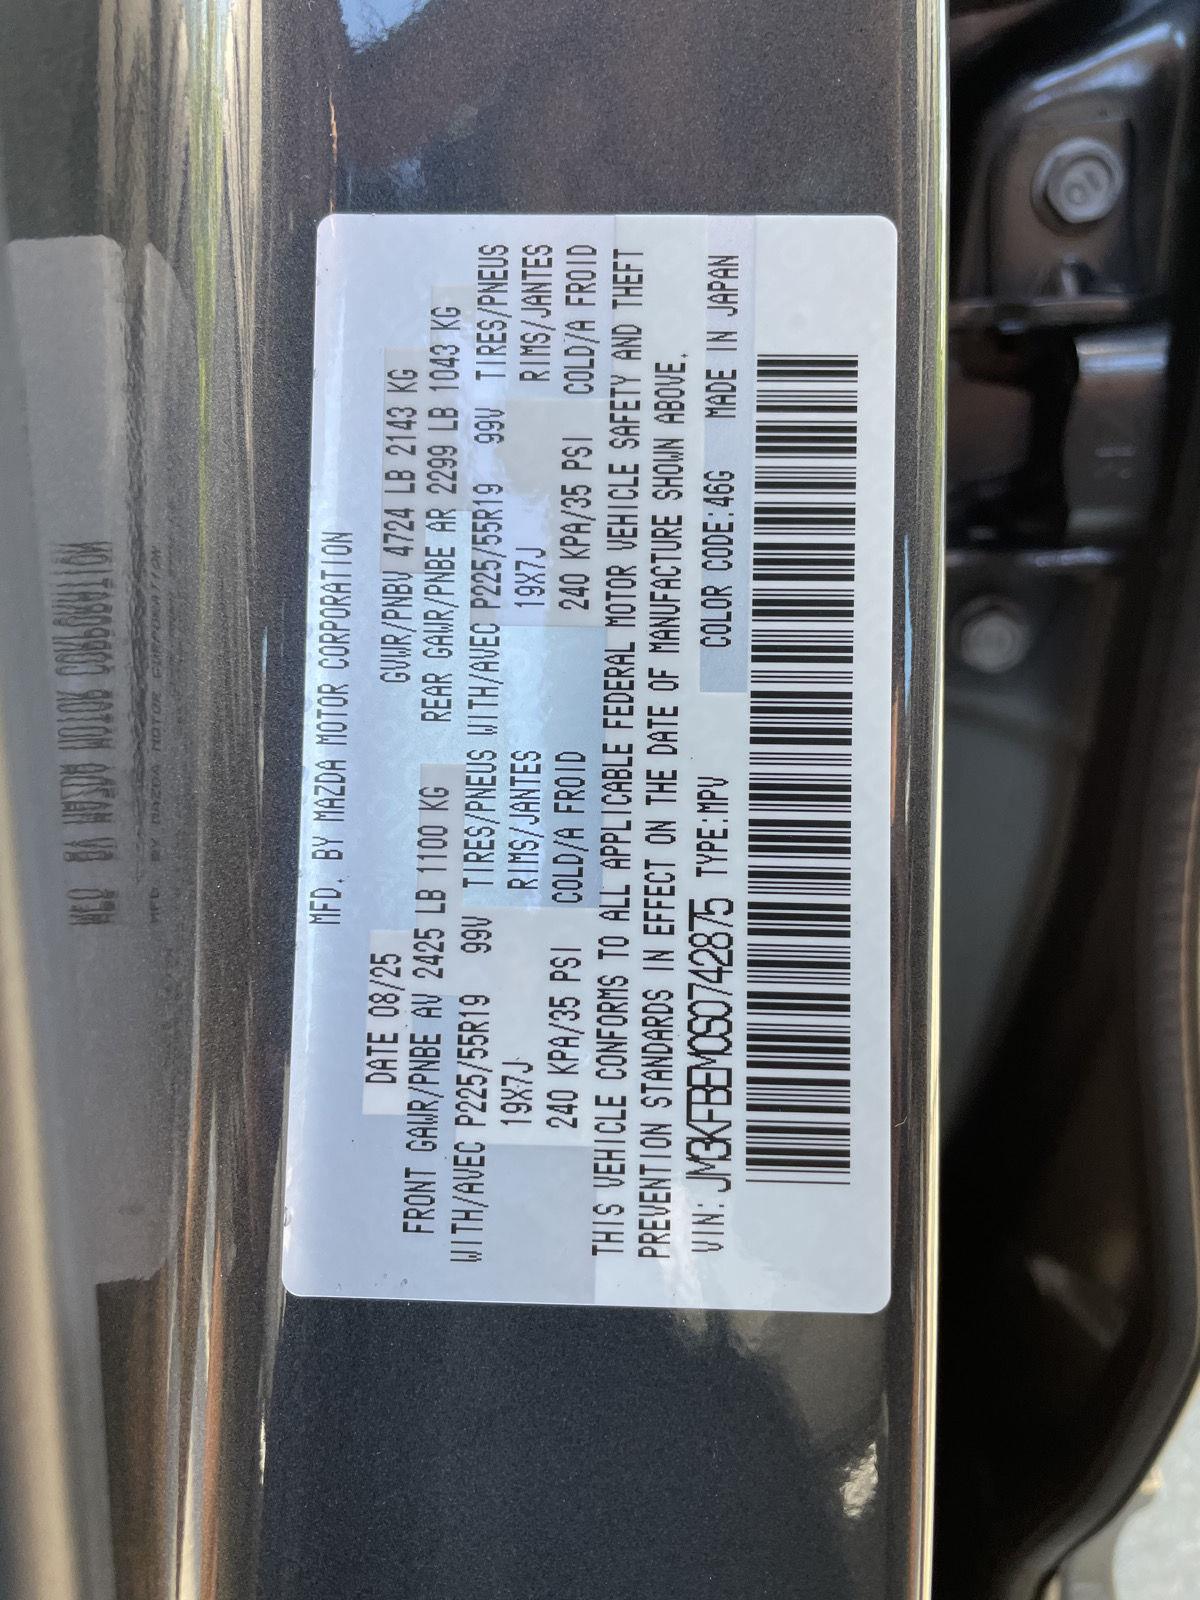 MFD. BY MAZDA MOTOR CORPORATION
DATE 08/25 GVWR/PNBV 4724 LB 2143 KG
FRONT GAWR/PNBE AV 2425 LB 1100 KG REAR GAWR/PNBE AR 2299 LB 1043 KG
WITH/AVEC P225/55R19 99V TIRES/PNEUS WITH/AVEC P225/55R19 99V TIRES/PNEUS
19X7J RIMS/JANTES 19X7J RIMS/JANTES
240 KPA/35 PSI COLD/A FROID 240 KPA/35 PSI COLD/A FROID
THIS VEHICLE CONFORMS TO ALL APPLICABLE FEDERAL MOTOR VEHICLE SAFETY AND THEFT
PREVENTION STANDARDS IN EFFECT ON THE DATE OF MANUFACTURE SHOWN ABOVE.
VIN: JM3KFBEM0S0742875 TYPE:MPV COLOR CODE:46G MADE IN JAPAN